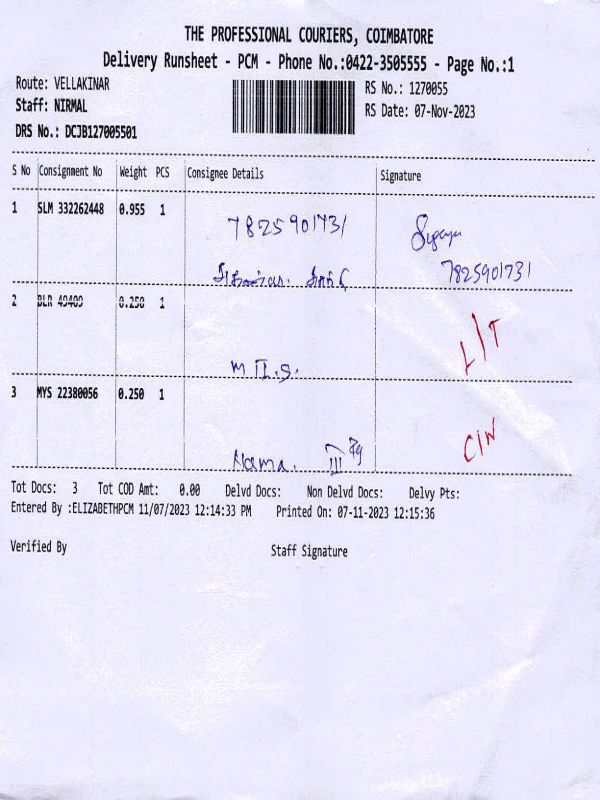 THE PROFESSIONAL COURIERS, COIMBATORE
Delivery Runsheet - PCM - Phone No.:0422-3505555 - Page No.:1
Route: VELLAKINAR RS No.: 1270055
Staff: NIRMAL RS Date: 07-Nov-2023
DRS No.: DCJB127005501
S No Consignment No Weight PCS Consignee Details Signature
1 SLM 332262448 0.955 1
7825901731
7825901731
2 BLR 49409 0.250 1
L/T
M III.S.
3 MYS 22380056 0.250 1
C/N
Mama. III
Tot Docs: 3 Tot COD Amt: 0.00 Delvd Docs: Non Delvd Docs: Delvy Pts:
Entered By :ELIZABETHPCM 11/07/2023 12:14:33 PM Printed On: 07-11-2023 12:15:36
Verified By Staff Signature